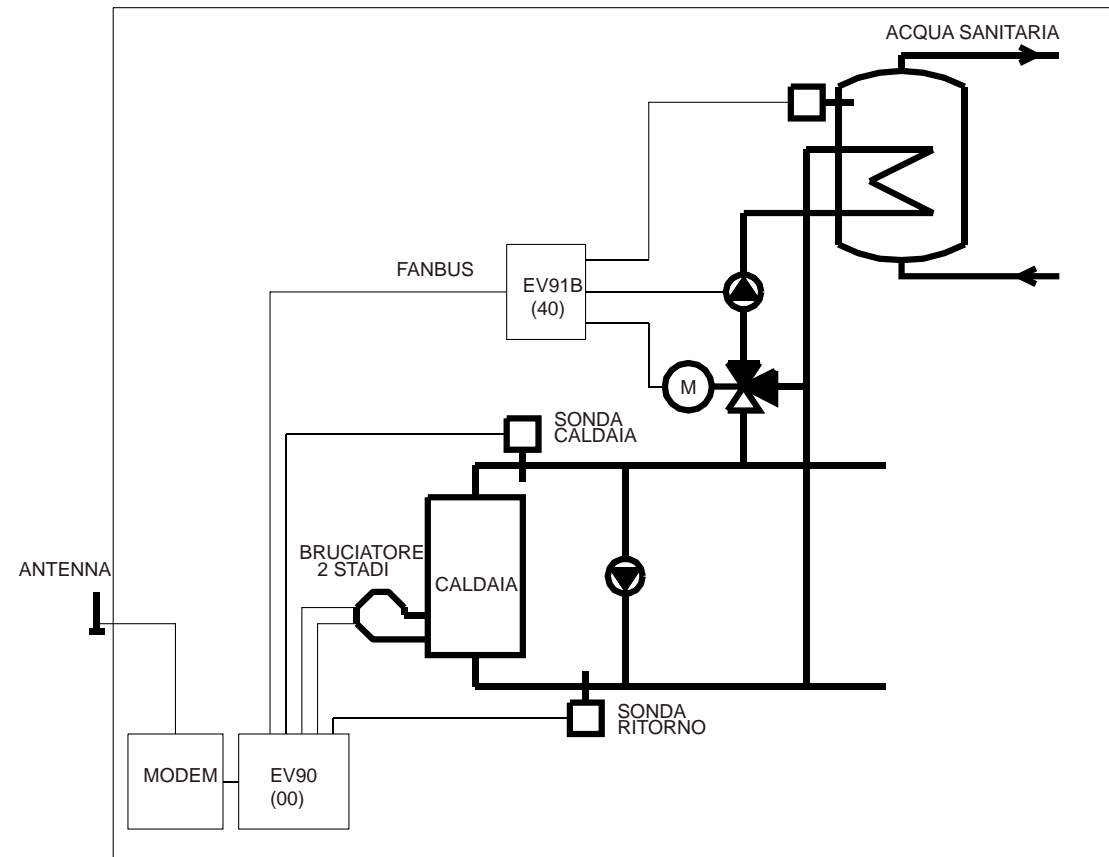 ACQUA SANITARIA
FANBUS
EV91B
(40)
M
SONDA
CALDAIA
BRUCIATORE
2 STADI
ANTENNA
CALDAIA
SONDA
RITORNO
MODEM
EV90
(00)